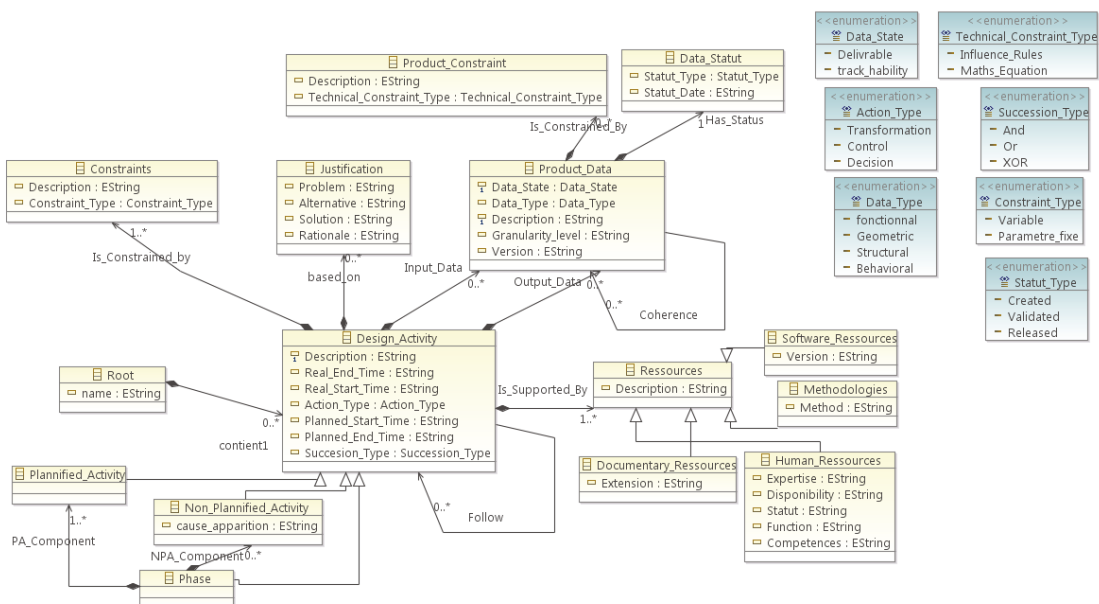 Product_Constraint
Description : EString
Technical_Constraint_Type : Technical_Constraint_Type
Data_Statut
Statut_Type : Statut_Type
Statut_Date : EString
<<enumeration>>
Data_State
Delivrable
track_hability
<<enumeration>>
Technical_Constraint_Type
Influence_Rules
Maths_Equation
<<enumeration>>
Action_Type
Transformation
Control
Decision
<<enumeration>>
Succession_Type
And
Or
XOR
Is_Constrained_By
0..*
1
Has_Status
Constraints
Description : EString
Constraint_Type : Constraint_Type
Justification
Problem : EString
Alternative : EString
Solution : EString
Rationale : EString
Product_Data
Data_State : Data_State
Data_Type : Data_Type
Description : EString
Granularity_level : EString
Version : EString
<<enumeration>>
Data_Type
fonctionnal
Geometric
Structural
Behavioral
<<enumeration>>
Constraint_Type
Variable
Parametre_fixe
<<enumeration>>
Statut_Type
Created
Validated
Released
1..*
Is_Constrained_by
0..*
based_on
Input_Data
0..*
Output_Data
0..*
0..*
Coherence
Design_Activity
Description : EString
Real_End_Time : EString
Real_Start_Time : EString
Action_Type : Action_Type
Planned_Start_Time : EString
Planned_End_Time : EString
Succesion_Type : Succession_Type
Root
name : EString
0..*
contient1
Is_Supported_By
1..*
Ressources
Description : EString
Software_Ressources
Version : EString
Methodologies
Method : EString
Documentary_Ressources
Extension : EString
Human_Ressources
Expertise : EString
Disponibility : EString
Statut : EString
Function : EString
Competences : EString
0..*
Follow
Plannified_Activity
Non_Plannified_Activity
cause_apparition : EString
1..*
PA_Component
NPA_Component
0..*
Phase